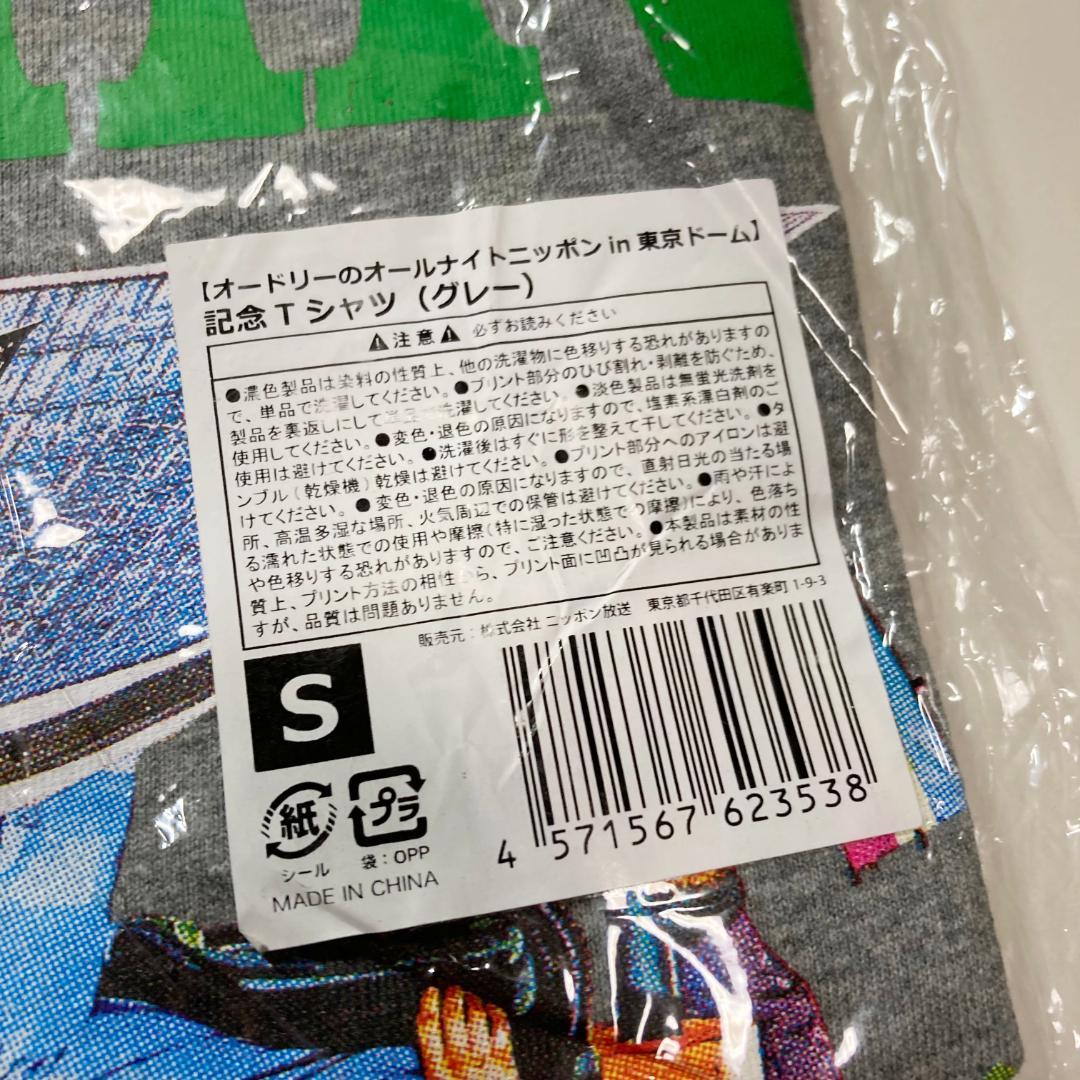 【オードリーのオールナイトニッポン in 東京ドーム】
記念Tシャツ（グレー）
⚠注意⚠ 必ずお読みください
●濃色製品は染料の性質上、他の洗濯物に色移りする恐れがありますの
で、単品で洗濯してください。●プリント部分のひび割れ・剥離を防ぐため、
製品を裏返しにして単品で洗濯してください。●淡色製品は無蛍光洗剤を
使用してください。●変色・退色の原因になりますので、塩素系漂白剤のご
使用は避けてください。●洗濯後はすぐに形を整えて干してください。●タ
ンブル（乾燥機）乾燥は避けてください。●プリント部分へのアイロンは避
けてください。●変色・退色の原因になりますので、直射日光の当たる場
所、高温多湿な場所、火気周辺での保管は避けてください。●雨や汗によ
る濡れた状態での使用や摩擦（特に湿った状態での摩擦）により、色落ち
や色移りする恐れがありますので、ご注意ください。●本製品は素材の性
質上、プリント方法の相性から、プリント面に凹凸が見られる場合がありま
すが、品質は問題ありません。
販売元：株式会社 ニッポン放送 東京都千代田区有楽町 1-9-3
S
紙
シール
プラ
袋：OPP
MADE IN CHINA
4 571567 623538